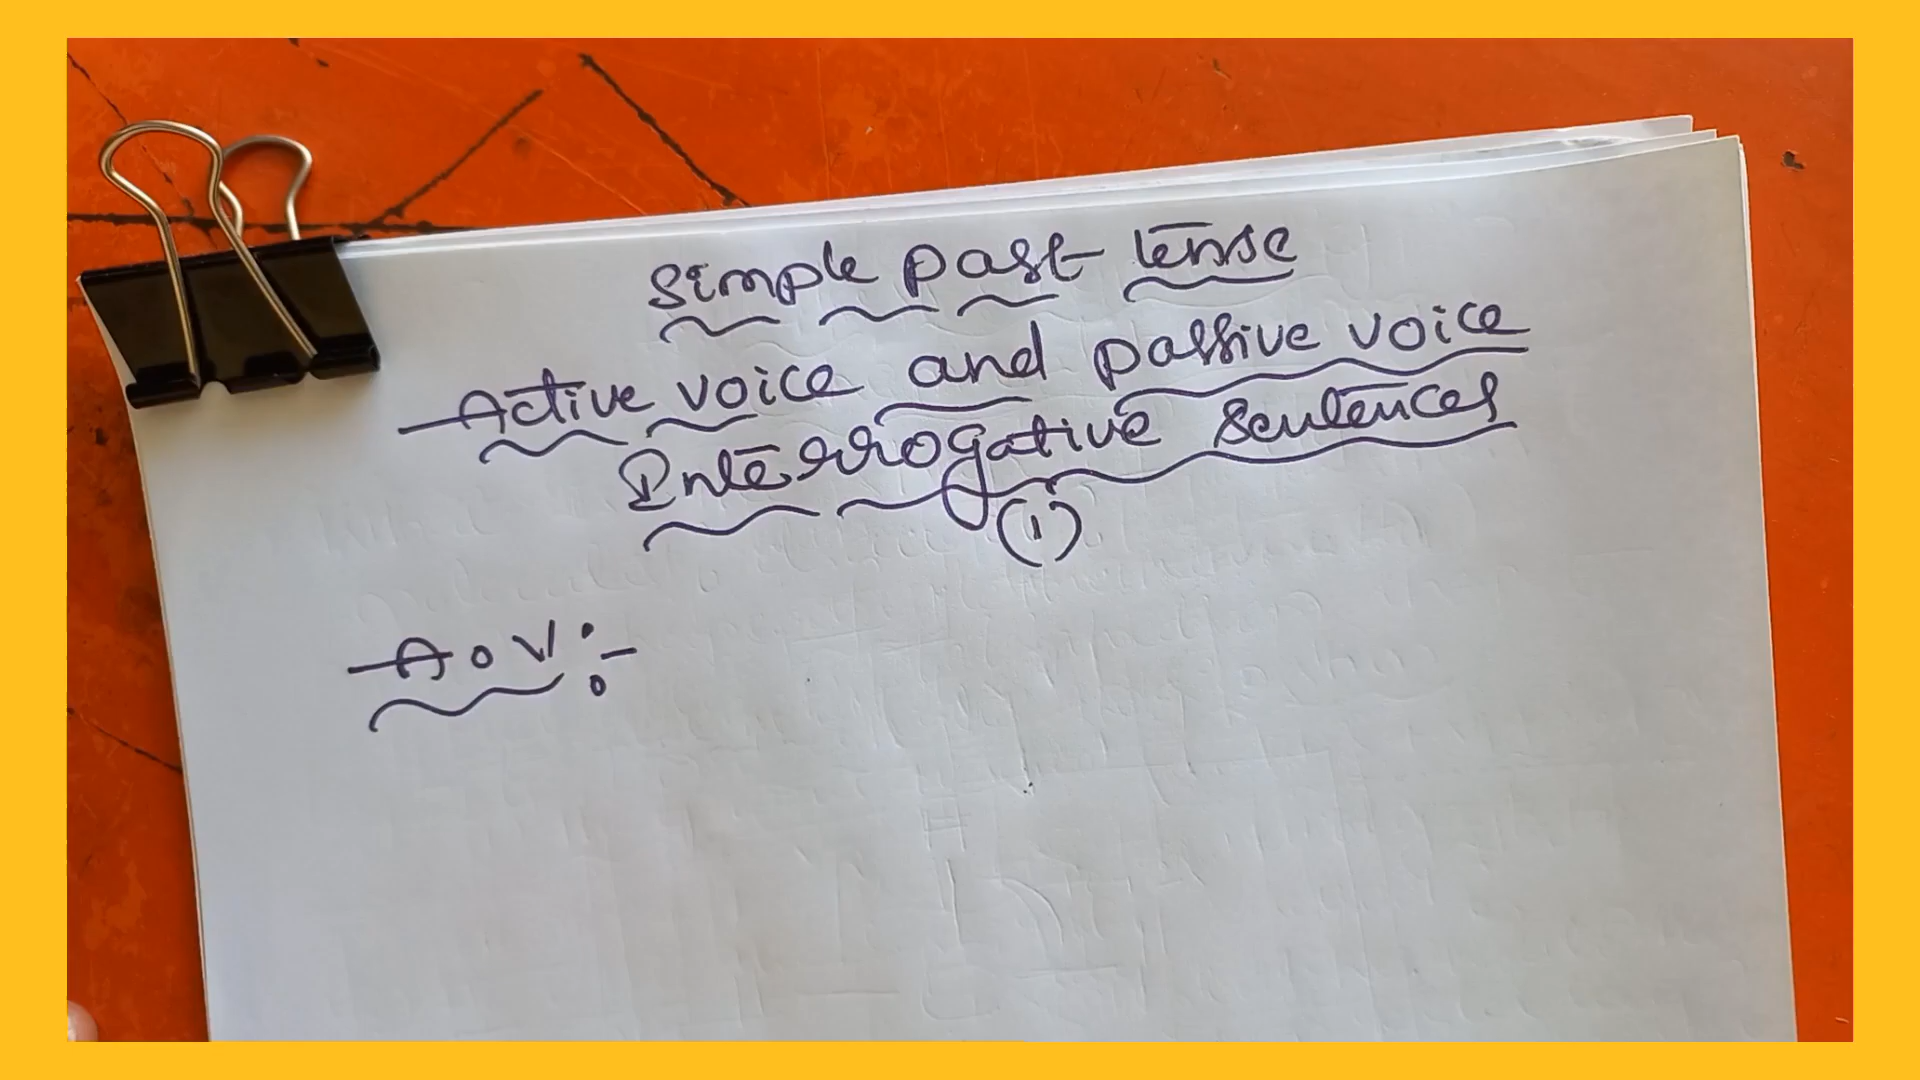 Simple past tense
Active voice and passive voice
Interrogative sentences
(1)
A.V:-